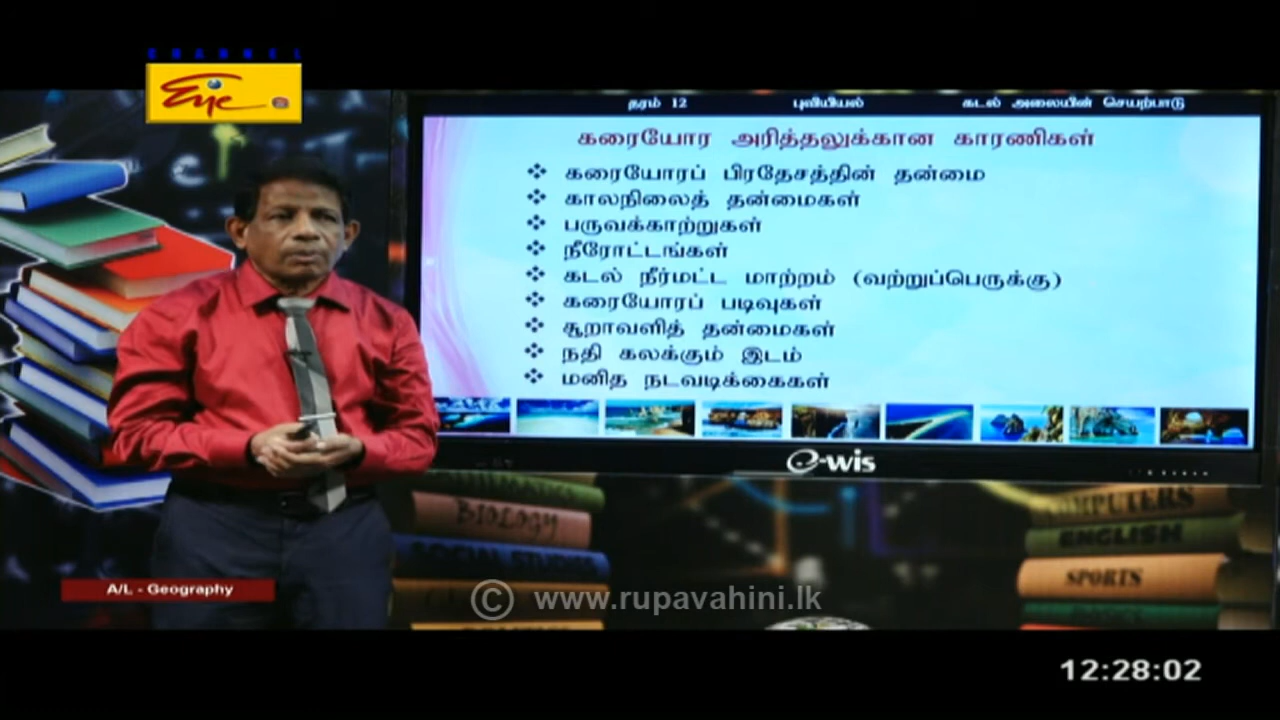 CHANNEL
Eye
தரம் 12 புவியியல் கடல் அலையின் செயற்பாடு
கரையோர அரித்தலுக்கான காரணிகள்
❖ கரையோரப் பிரதேசத்தின் தன்மை
❖ காலநிலைத் தன்மைகள்
❖ பருவக்காற்றுகள்
❖ நீரோட்டங்கள்
❖ கடல் நீர்மட்ட மாற்றம் (வற்றுப்பெருக்கு)
❖ கரையோரப் படிவுகள்
❖ சூறாவளித் தன்மைகள்
❖ நதி கலக்கும் இடம்
❖ மனித நடவடிக்கைகள்
e-wis
BIOLOGY
SOCIAL STUDIES
COMPUTERS
ENGLISH
SPORTS
A/L - Geography
© www.rupavahini.lk
12:28:02